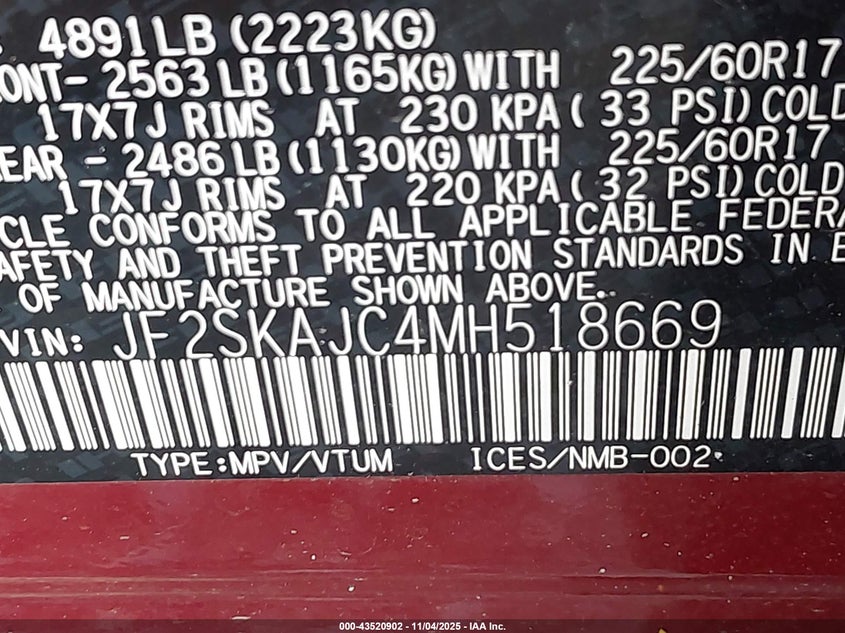 4891LB (2223KG)
ONT- 2563 LB (1165KG) WITH 225/60R17
17X7J RIMS AT 230 KPA ( 33 PSI) COLD
EAR - 2486 LB (1130KG) WITH 225/60R17
17X7J RIMS AT 220 KPA ( 32 PSI) COLD
CLE CONFORMS TO ALL APPLICABLE FEDERA
AFETY AND THEFT PREVENTION STANDARDS IN E
OF MANUFACTURE SHOWN ABOVE.
VIN: JF2SKAJC4MH518669
TYPE:MPV/VTUM ICES/NMB-002
000-43520902 - 11/04/2025 - IAA Inc.